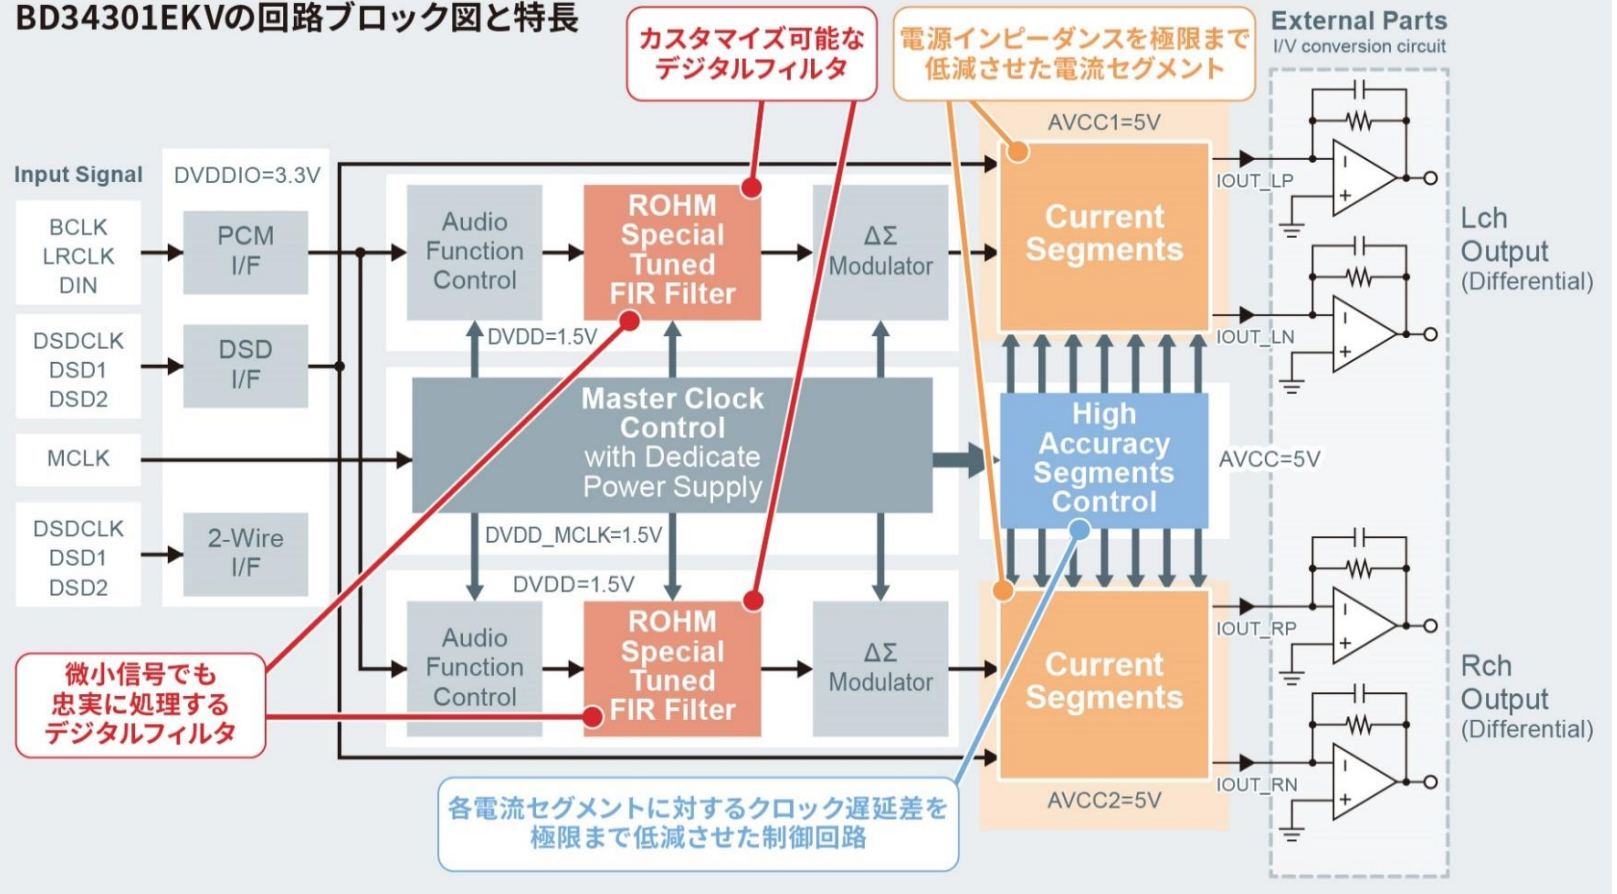 BD34301EKVの回路ブロック図と特長
カスタマイズ可能な
デジタルフィルタ
電源インピーダンスを極限まで
低減させた電流セグメント
External Parts
I/V conversion circuit
Input Signal
DVDDIO=3.3V
AVCC1=5V
BCLK
LRCLK
DIN
PCM
I/F
Audio
Function
Control
ROHM
Special
Tuned
FIR Filter
ΔΣ
Modulator
Current
Segments
IOUT_LP
IOUT_LN
Lch
Output
(Differential)
DSDCLK
DSD1
DSD2
DSD
I/F
DVDD=1.5V
MCLK
Master Clock
Control
with Dedicate
Power Supply
High
Accuracy
Segments
Control
AVCC=5V
DSDCLK
DSD1
DSD2
2-Wire
I/F
DVDD_MCLK=1.5V
DVDD=1.5V
Audio
Function
Control
ROHM
Special
Tuned
FIR Filter
ΔΣ
Modulator
Current
Segments
IOUT_RP
IOUT_RN
Rch
Output
(Differential)
AVCC2=5V
微小信号でも
忠実に処理する
デジタルフィルタ
各電流セグメントに対するクロック遅延差を
極限まで低減させた制御回路